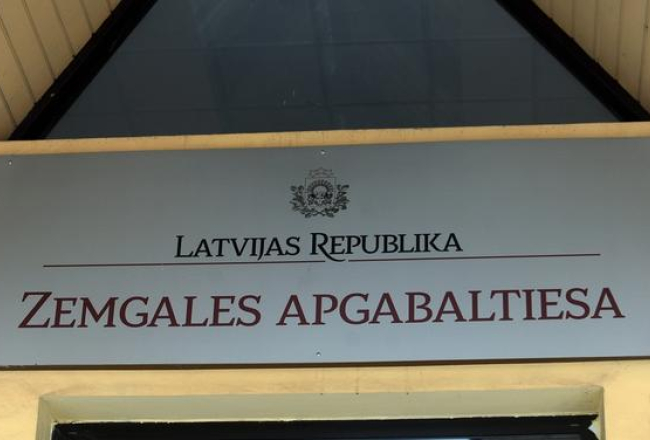 LATVIJAS REPUBLIKA
ZEMGALES APGABALTIESA